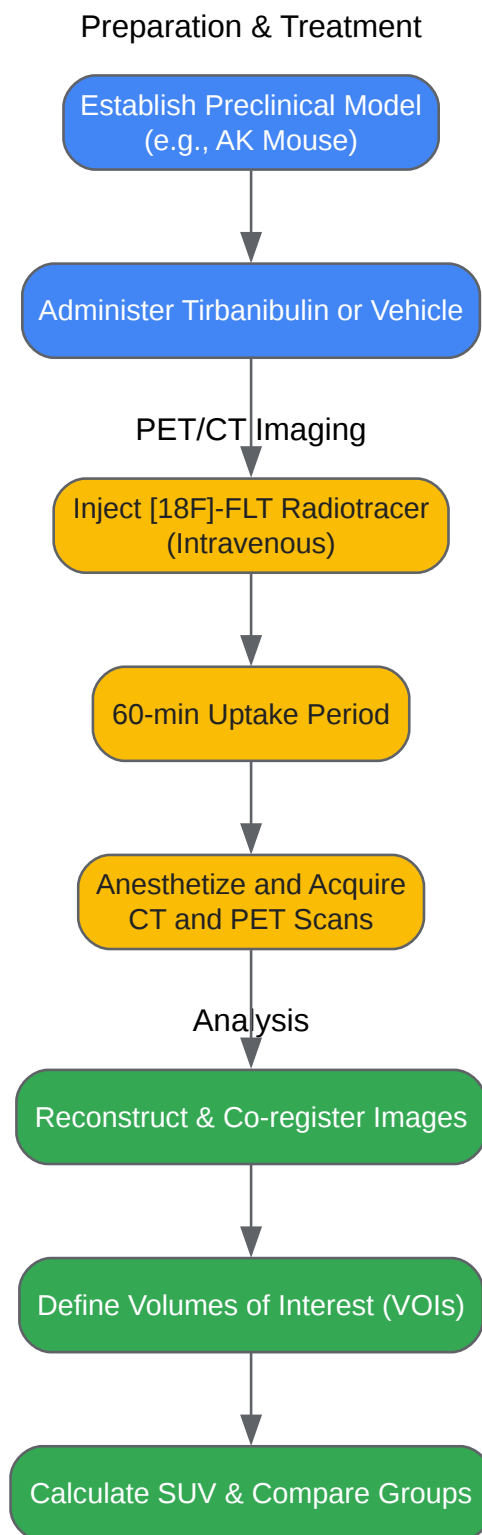 Preparation & Treatment
Establish Preclinical Model
(e.g., AK Mouse)
Administer Tirbanibulin or Vehicle
PET/CT Imaging
Inject [18F]-FLT Radiotracer
(Intravenous)
60-min Uptake Period
Anesthetize and Acquire
CT and PET Scans
Analysis
Reconstruct & Co-register Images
Define Volumes of Interest (VOIs)
Calculate SUV & Compare Groups